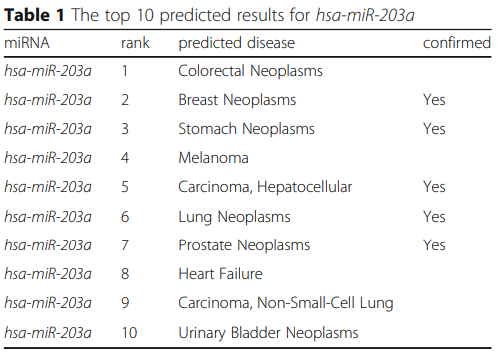 Table 1 The top 10 predicted results for hsa-miR-203a
miRNA rank predicted disease confirmed
hsa-miR-203a 1 Colorectal Neoplasms
hsa-miR-203a 2 Breast Neoplasms Yes
hsa-miR-203a 3 Stomach Neoplasms Yes
hsa-miR-203a 4 Melanoma
hsa-miR-203a 5 Carcinoma, Hepatocellular Yes
hsa-miR-203a 6 Lung Neoplasms Yes
hsa-miR-203a 7 Prostate Neoplasms Yes
hsa-miR-203a 8 Heart Failure
hsa-miR-203a 9 Carcinoma, Non-Small-Cell Lung
hsa-miR-203a 10 Urinary Bladder Neoplasms